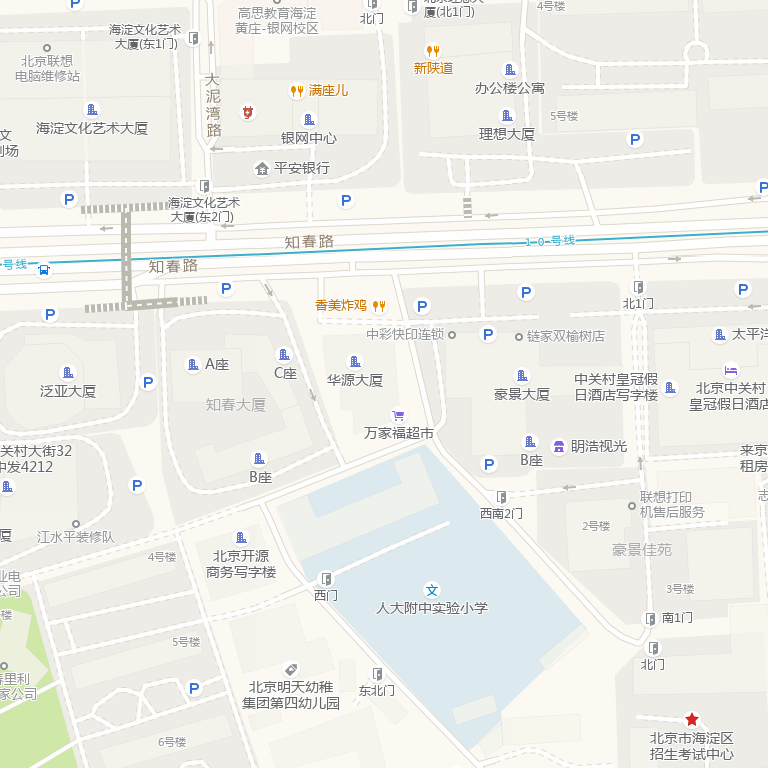 P
海淀文化艺术
大厦(东1门)
高思教育海淀
黄庄-银网校区
北门
厦(北1门)
4号楼
北京联想
电脑维修站
大泥湾路
新陕道
满座儿
办公楼公寓
海淀文化艺术大厦
银网中心
理想大厦
5号楼
文
剧场
P
平安银行
P
海淀文化艺术
大厦(东2门)
P
P
知春路
10号线
号线
知春路
P
P
香美炸鸡
P
P
北1门
P
中彩快印连锁
P
链家双榆树店
太平洋
A座
C座
华源大厦
泛亚大厦
P
知春大厦
豪景大厦
中关村皇冠假
日酒店写字楼
北京中关村
皇冠假日酒店
万家福超市
关村大街32
中发4212
B座
P
B座
眀浩视光
来京
租房
P
西南2门
联想打印
机售后服务
志
江水平装修队
2号楼
豪景佳苑
厦
4号楼
北京开源
商务写字楼
业电
公司
西门
人大附中实验小学
3号楼
南1门
号楼
5号楼
北门
春里利
家公司
P
北京明天幼稚
集团第四幼儿园
东北门
6号楼
北京市海淀区
招生考试中心